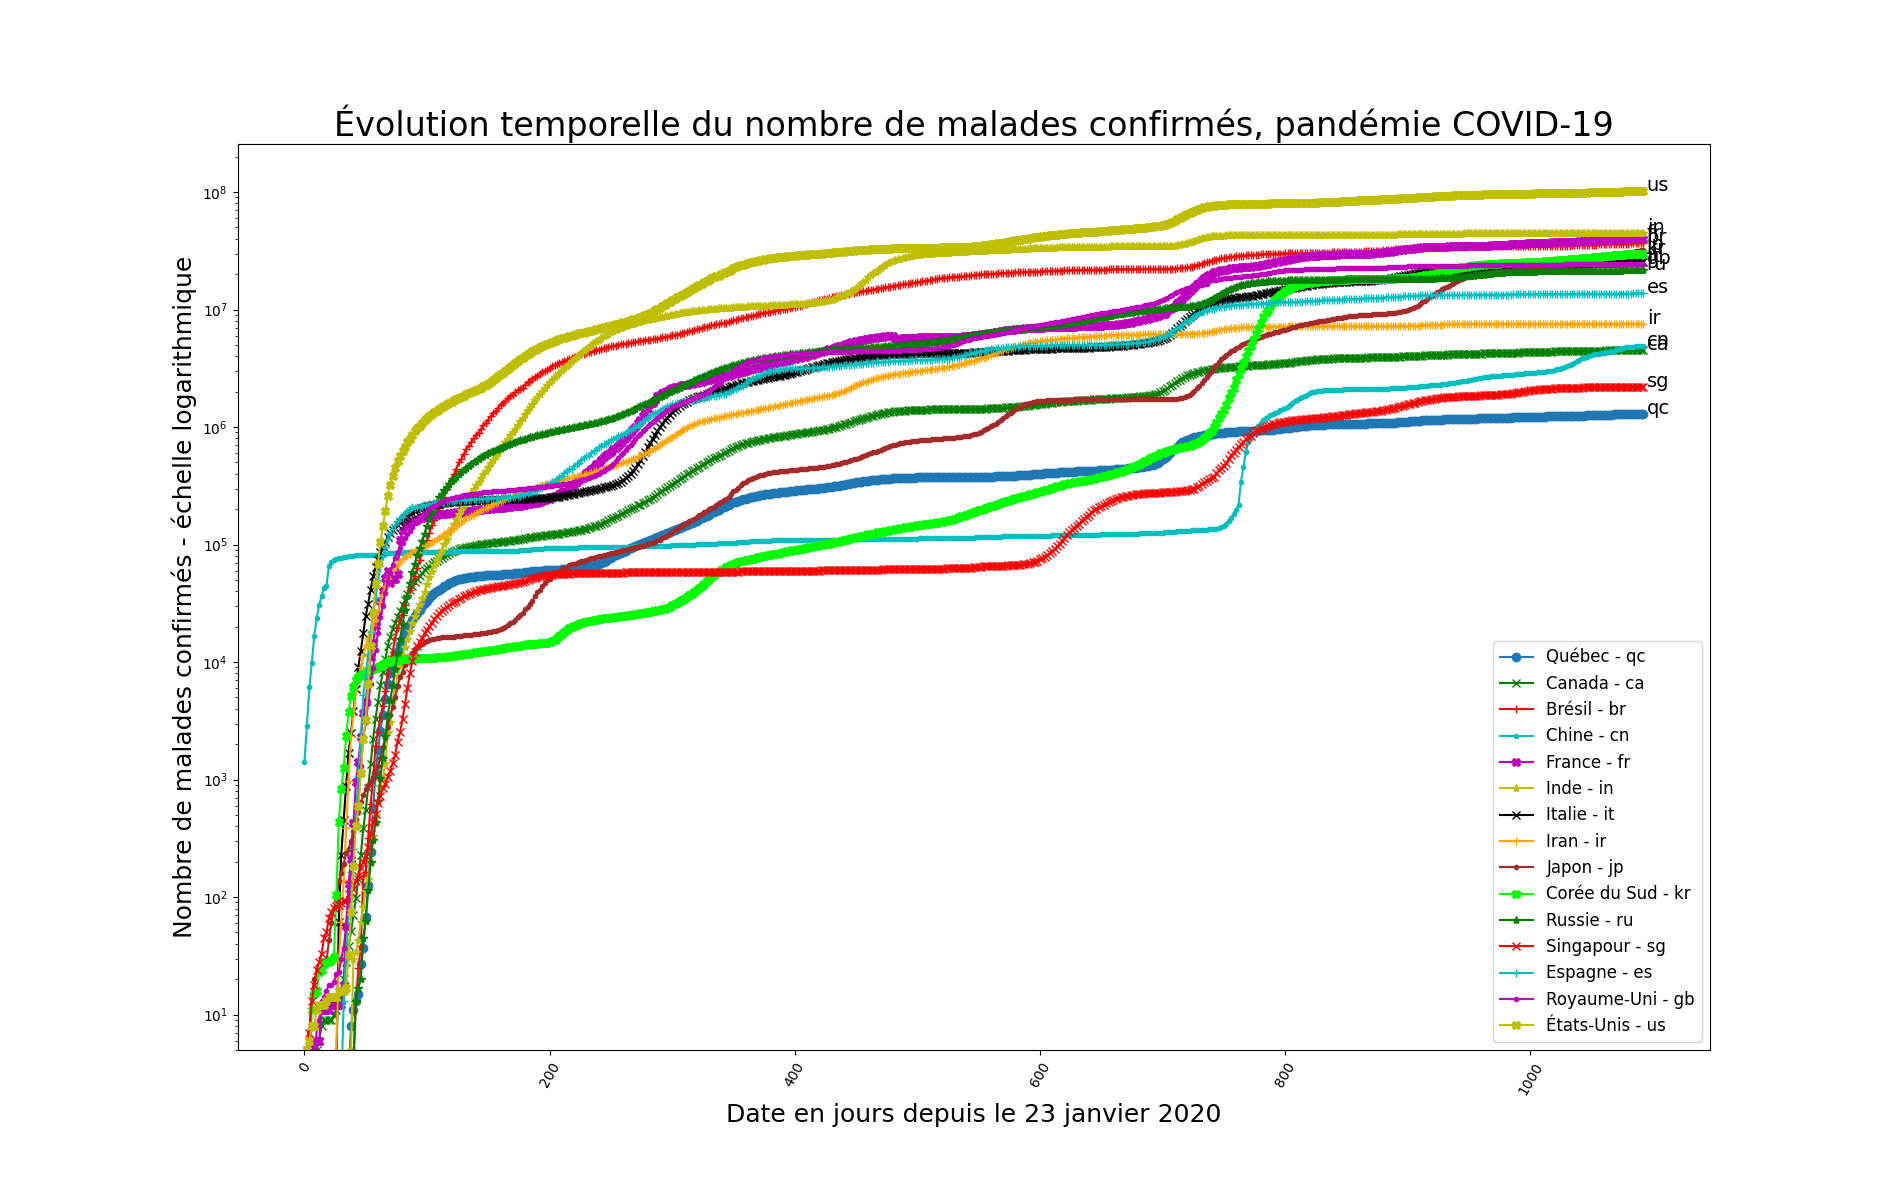 Évolution temporelle du nombre de malades confirmés, pandémie COVID-19
Nombre de malades confirmés - échelle logarithmique
10⁸
10⁷
10⁶
10⁵
10⁴
10³
10²
10¹
us
in
es
ir
cn
ca
sg
qc
Québec - qc
Canada - ca
Brésil - br
Chine - cn
France - fr
Inde - in
Italie - it
Iran - ir
Japon - jp
Corée du Sud - kr
Russie - ru
Singapour - sg
Espagne - es
Royaume-Uni - gb
États-Unis - us
0
200
400
600
800
1000
Date en jours depuis le 23 janvier 2020